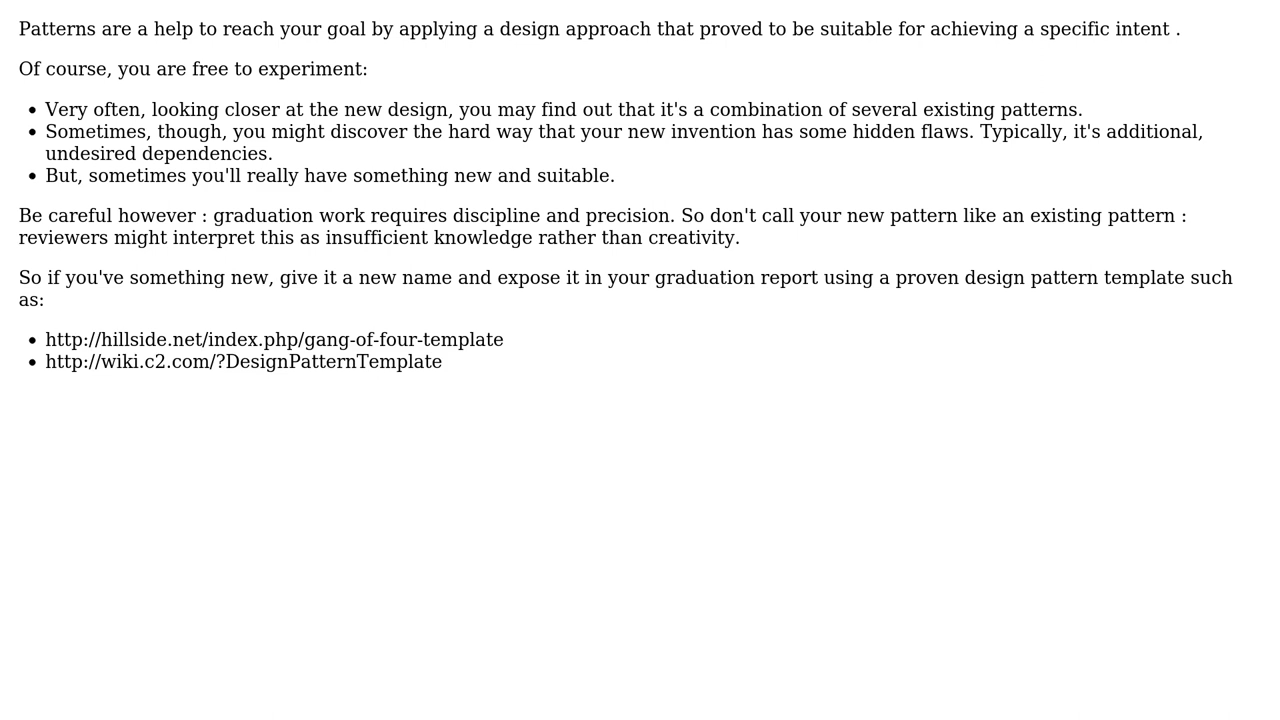 Patterns are a help to reach your goal by applying a design approach that proved to be suitable for achieving a specific intent .
Of course, you are free to experiment:
• Very often, looking closer at the new design, you may find out that it's a combination of several existing patterns.
• Sometimes, though, you might discover the hard way that your new invention has some hidden flaws. Typically, it's additional,
undesired dependencies.
• But, sometimes you'll really have something new and suitable.
Be careful however : graduation work requires discipline and precision. So don't call your new pattern like an existing pattern :
reviewers might interpret this as insufficient knowledge rather than creativity.
So if you've something new, give it a new name and expose it in your graduation report using a proven design pattern template such
as:
• http://hillside.net/index.php/gang-of-four-template
• http://wiki.c2.com/?DesignPatternTemplate